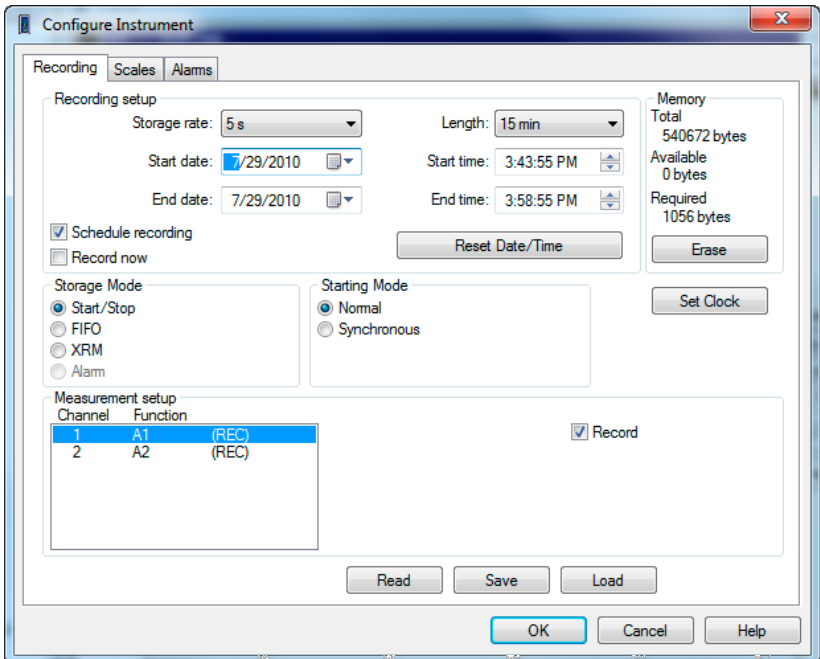 Configure Instrument
Recording Scales Alarms
Recording setup
Storage rate: 5 s Length: 15 min
Start date: 7/29/2010 Start time: 3:43:55 PM
End date: 7/29/2010 End time: 3:58:55 PM
Schedule recording
Record now
Reset Date/Time
Memory
Total
540672 bytes
Available
0 bytes
Required
1056 bytes
Erase
Set Clock
Storage Mode
Start/Stop
FIFO
XRM
Alarm
Starting Mode
Normal
Synchronous
Measurement setup
Channel Function
1 A1 (REC)
2 A2 (REC)
Record
Read Save Load
OK Cancel Help